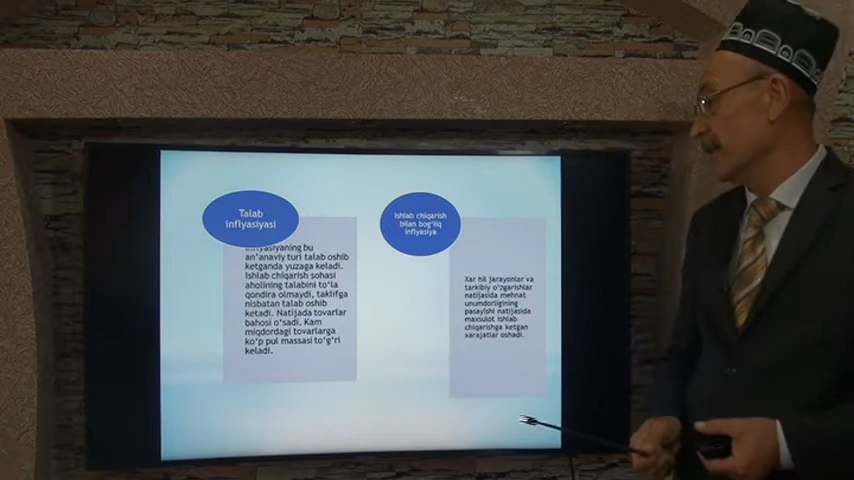 Talab
inflyasiyasi
inflyasiyaning bu
an'anaviy turi talab oshib
ketganda yuzaga keladi.
Ishlab chiqarish sohasi
aholining talabini to'la
qondira olmaydi, taklifga
nisbatan talab oshib
ketadi. Natijada tovarlar
bahosi o'sadi. Kam
miqdordagi tovarlarga
ko'p pul massasi to'g'ri
keladi.
Ishlab chiqarish
bilan bog'liq
inflyasiya
Xar hil jarayonlar va
tarkibiy o'zgarishlar
natijasida mehnat
unumdorligining
pasayishi natijasida
maxsulot ishlab
chiqarishga ketgan
xarajatlar oshadi.